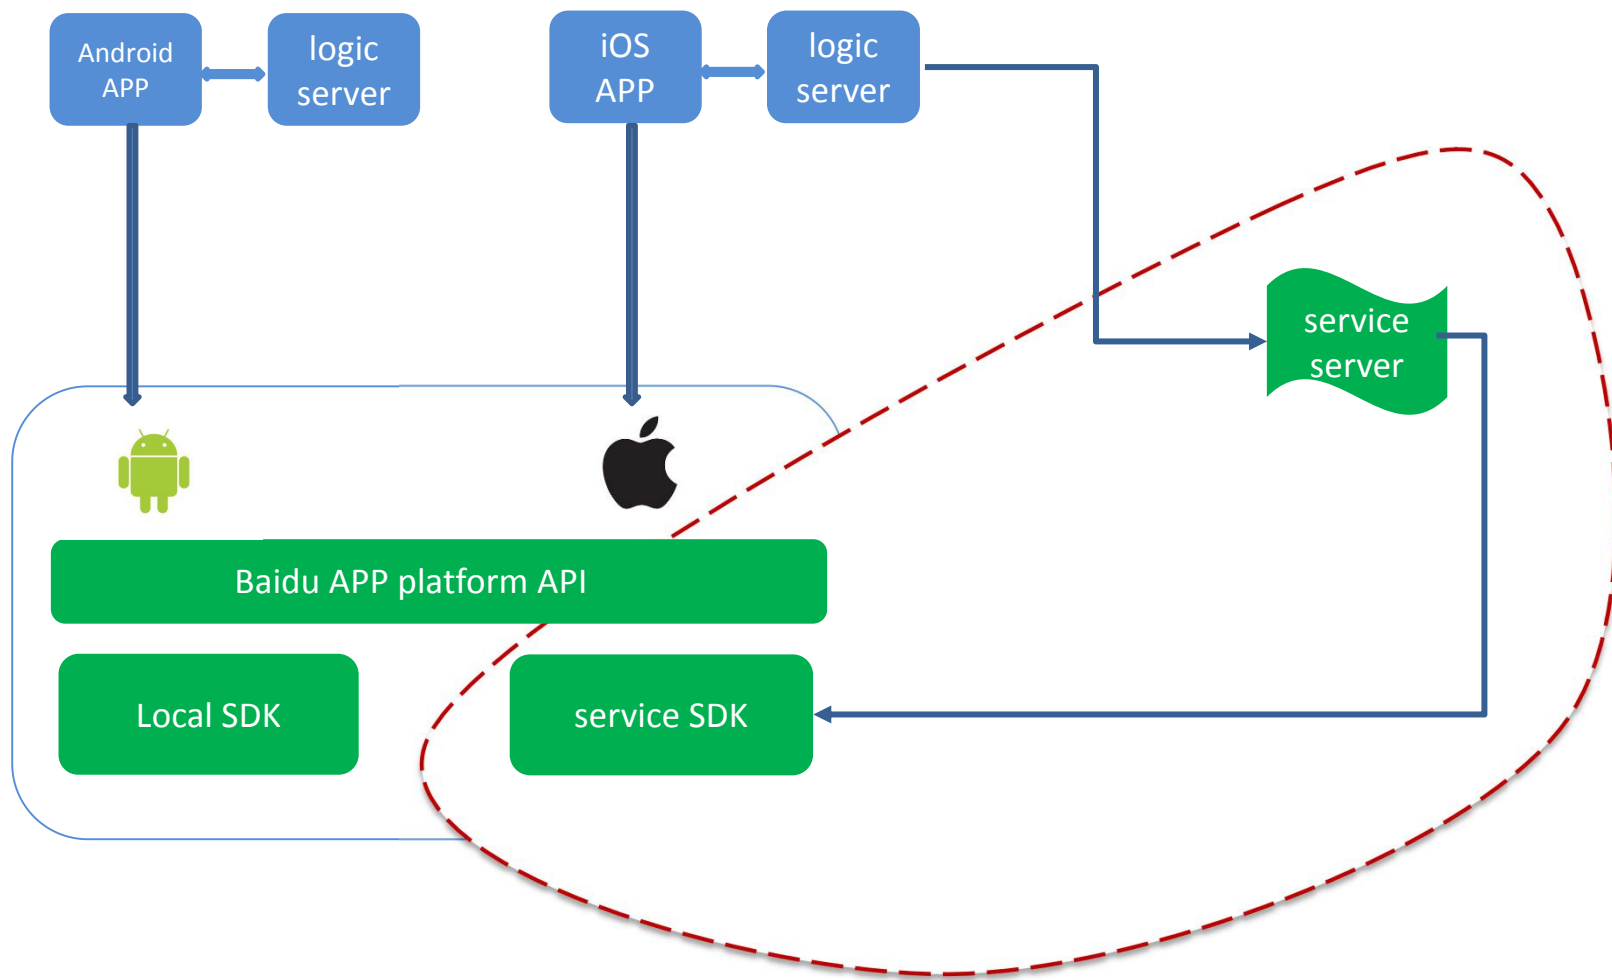 Android
APP
logic
server
iOS
APP
logic
server
service
server
Baidu APP platform API
Local SDK
service SDK